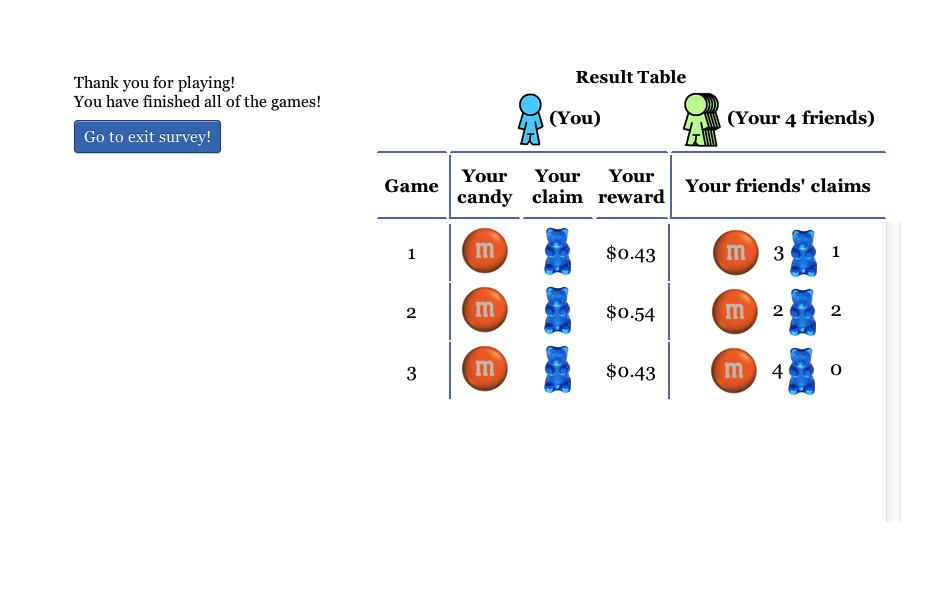 Thank you for playing!
You have finished all of the games!
Go to exit survey!
Result Table
(You)
(Your 4 friends)
Game
Your candy
Your claim
Your reward
Your friends' claims
1 m $0.43 m 3 1
2 m $0.54 m 2 2
3 m $0.43 m 4 0